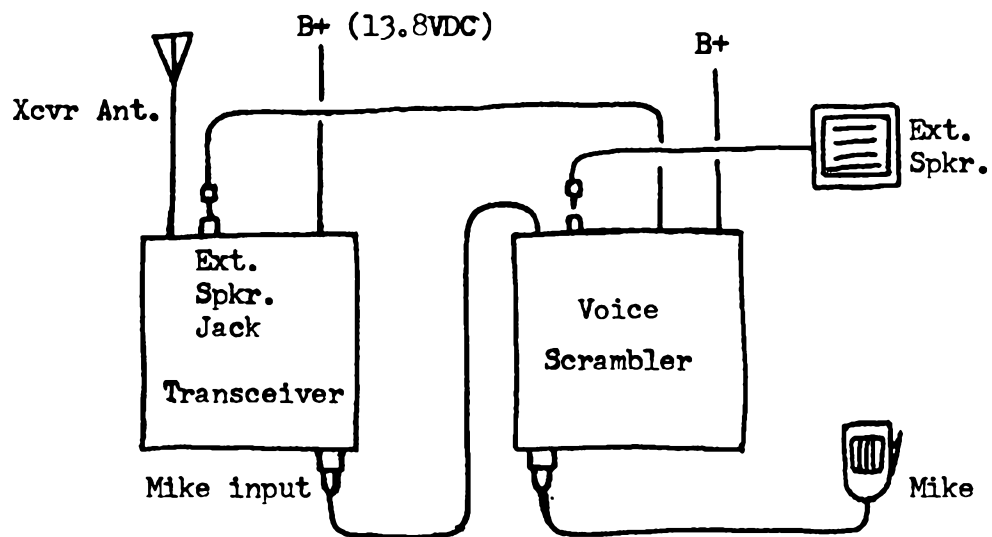 B+ (13.8VDC)
B+
Xcvr Ant.
Ext.
Spkr.
Ext.
Spkr.
Jack
Transceiver
Voice
Scrambler
Mike input
Mike